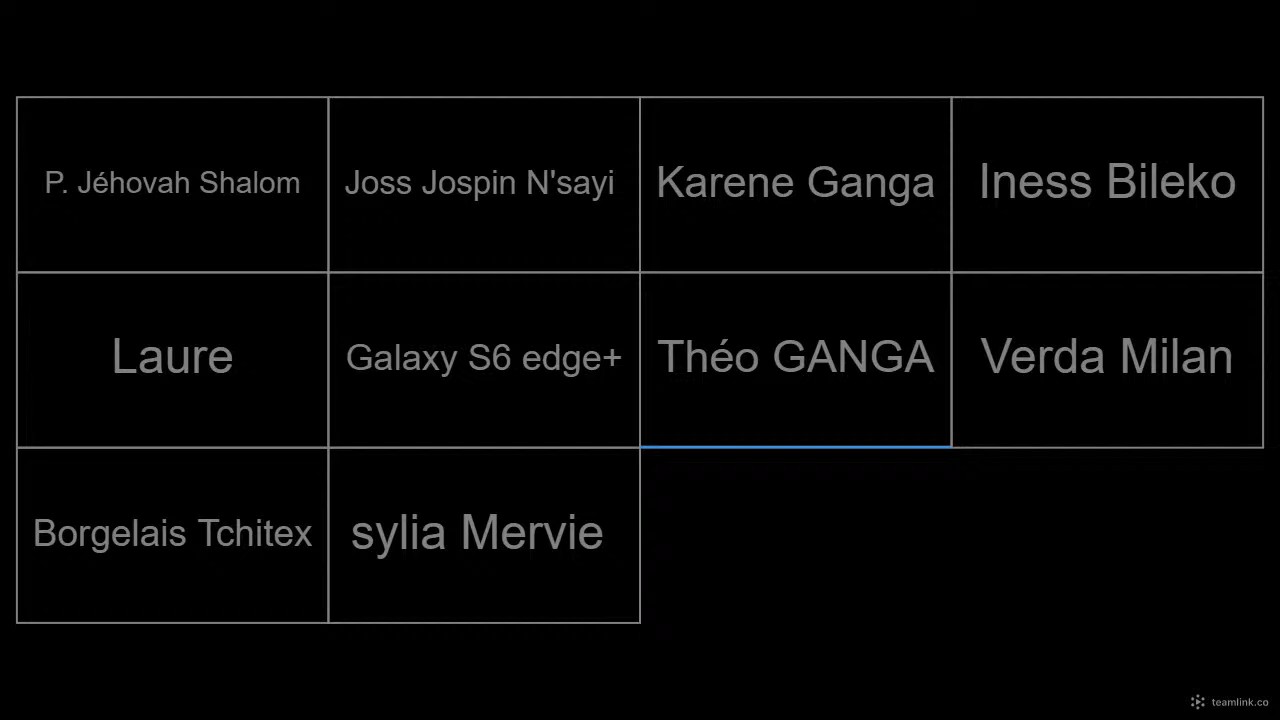 P. Jéhovah Shalom
Joss Jospin N'sayi
Karene Ganga
Iness Bileko
Laure
Galaxy S6 edge+
Théo GANGA
Verda Milan
Borgelais Tchitex
sylia Mervie
teamlink.co